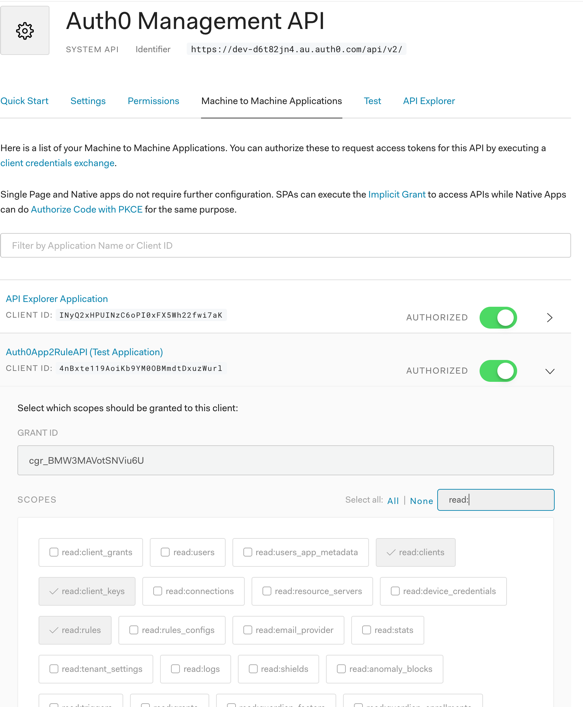 Auth0 Management API
SYSTEM API Identifier https://dev-d6t82jn4.au.auth0.com/api/v2/
Quick Start Settings Permissions Machine to Machine Applications Test API Explorer
Here is a list of your Machine to Machine Applications. You can authorize these to request access tokens for this API by executing a
client credentials exchange.
Single Page and Native apps do not require further configuration. SPAs can execute the Implicit Grant to access APIs while Native Apps
can do Authorize Code with PKCE for the same purpose.
Filter by Application Name or Client ID
API Explorer Application
CLIENT ID: INyQ2xHPUINzC6oPI0xFX5Wh22fwi7aK
AUTHORIZED
Auth0App2RuleAPI (Test Application)
CLIENT ID: 4nBxte119AoiKb9YM0OBMmdtDxuzWurl
AUTHORIZED
Select which scopes should be granted to this client:
GRANT ID
cgr_BMW3MAVotSNViu6U
SCOPES Select all: All | None read:
read:client_grants read:users read:users_app_metadata read:clients
read:client_keys read:connections read:resource_servers read:device_credentials
read:rules read:rules_configs read:email_provider read:stats
read:tenant_settings read:logs read:shields read:anomaly_blocks